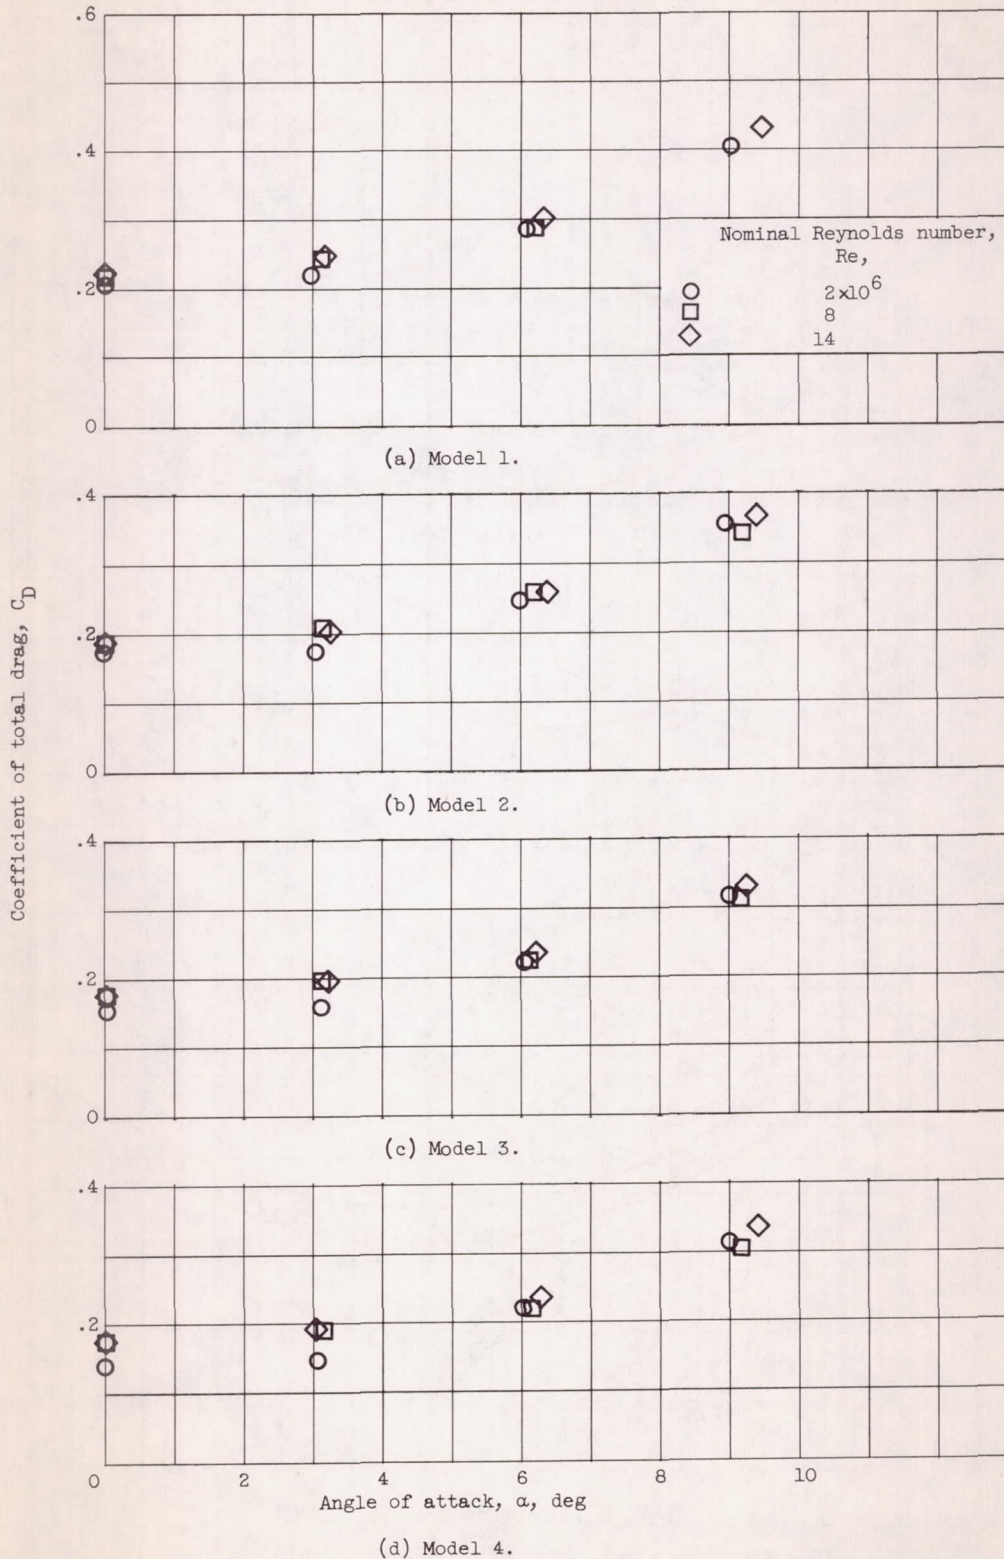 .6
.4
.2
0
Nominal Reynolds number,
Re,
2x10^6
8
14
(a) Model 1.
.4
.2
0
(b) Model 2.
Coefficient of total drag, C_D
.4
.2
0
(c) Model 3.
.4
.2
0 2 4 6 8 10
Angle of attack, α, deg
(d) Model 4.